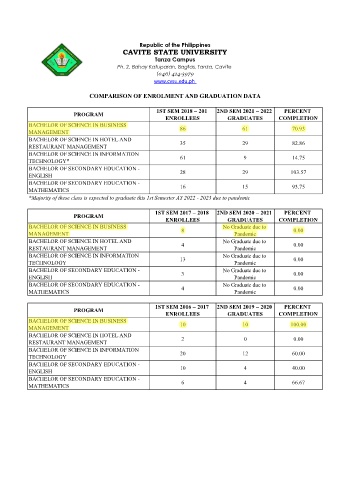 Republic of the Philippines
CAVITE STATE UNIVERSITY
Tanza Campus
Ph. 2, Bahay Katuparan, Bagtas, Tanza, Cavite
(046) 414-3979
www.cvsu.edu.ph
COMPARISON OF ENROLMENT AND GRADUATION DATA
PROGRAM 1ST SEM 2018 – 201 ENROLLEES 2ND SEM 2021 – 2022 GRADUATES PERCENT COMPLETION
BACHELOR OF SCIENCE IN BUSINESS MANAGEMENT 86 61 70.93
BACHELOR OF SCIENCE IN HOTEL AND RESTAURANT MANAGEMENT 35 29 82.86
BACHELOR OF SCIENCE IN INFORMATION TECHNOLOGY* 61 9 14.75
BACHELOR OF SECONDARY EDUCATION - ENGLISH 28 29 103.57
BACHELOR OF SECONDARY EDUCATION - MATHEMATICS 16 15 93.75
*Majority of these class is expected to graduate this 1st Semester AY 2022 - 2023 due to pandemic
PROGRAM 1ST SEM 2017 – 2018 ENROLLEES 2ND SEM 2020 – 2021 GRADUATES PERCENT COMPLETION
BACHELOR OF SCIENCE IN BUSINESS MANAGEMENT No Graduate due to Pandemic 0.00
BACHELOR OF SCIENCE IN HOTEL AND RESTAURANT MANAGEMENT 4 No Graduate due to Pandemic 0.00
BACHELOR OF SCIENCE IN INFORMATION TECHNOLOGY 13 No Graduate due to Pandemic 0.00
BACHELOR OF SECONDARY EDUCATION - ENGLISH No Graduate due to Pandemic 0.00
BACHELOR OF SECONDARY EDUCATION - MATHEMATICS 4 No Graduate due to Pandemic 0.00
PROGRAM 1ST SEM 2016 – 2017 ENROLLEES 2ND SEM 2019 – 2020 GRADUATES PERCENT COMPLETION
BACHELOR OF SCIENCE IN BUSINESS MANAGEMENT 10 10 100.00
BACHELOR OF SCIENCE IN HOTEL AND RESTAURANT MANAGEMENT 2 0 0.00
BACHELOR OF SCIENCE IN INFORMATION TECHNOLOGY 20 12 60.00
BACHELOR OF SECONDARY EDUCATION - ENGLISH 10 4 40.00
BACHELOR OF SECONDARY EDUCATION - MATHEMATICS 6 4 66.67